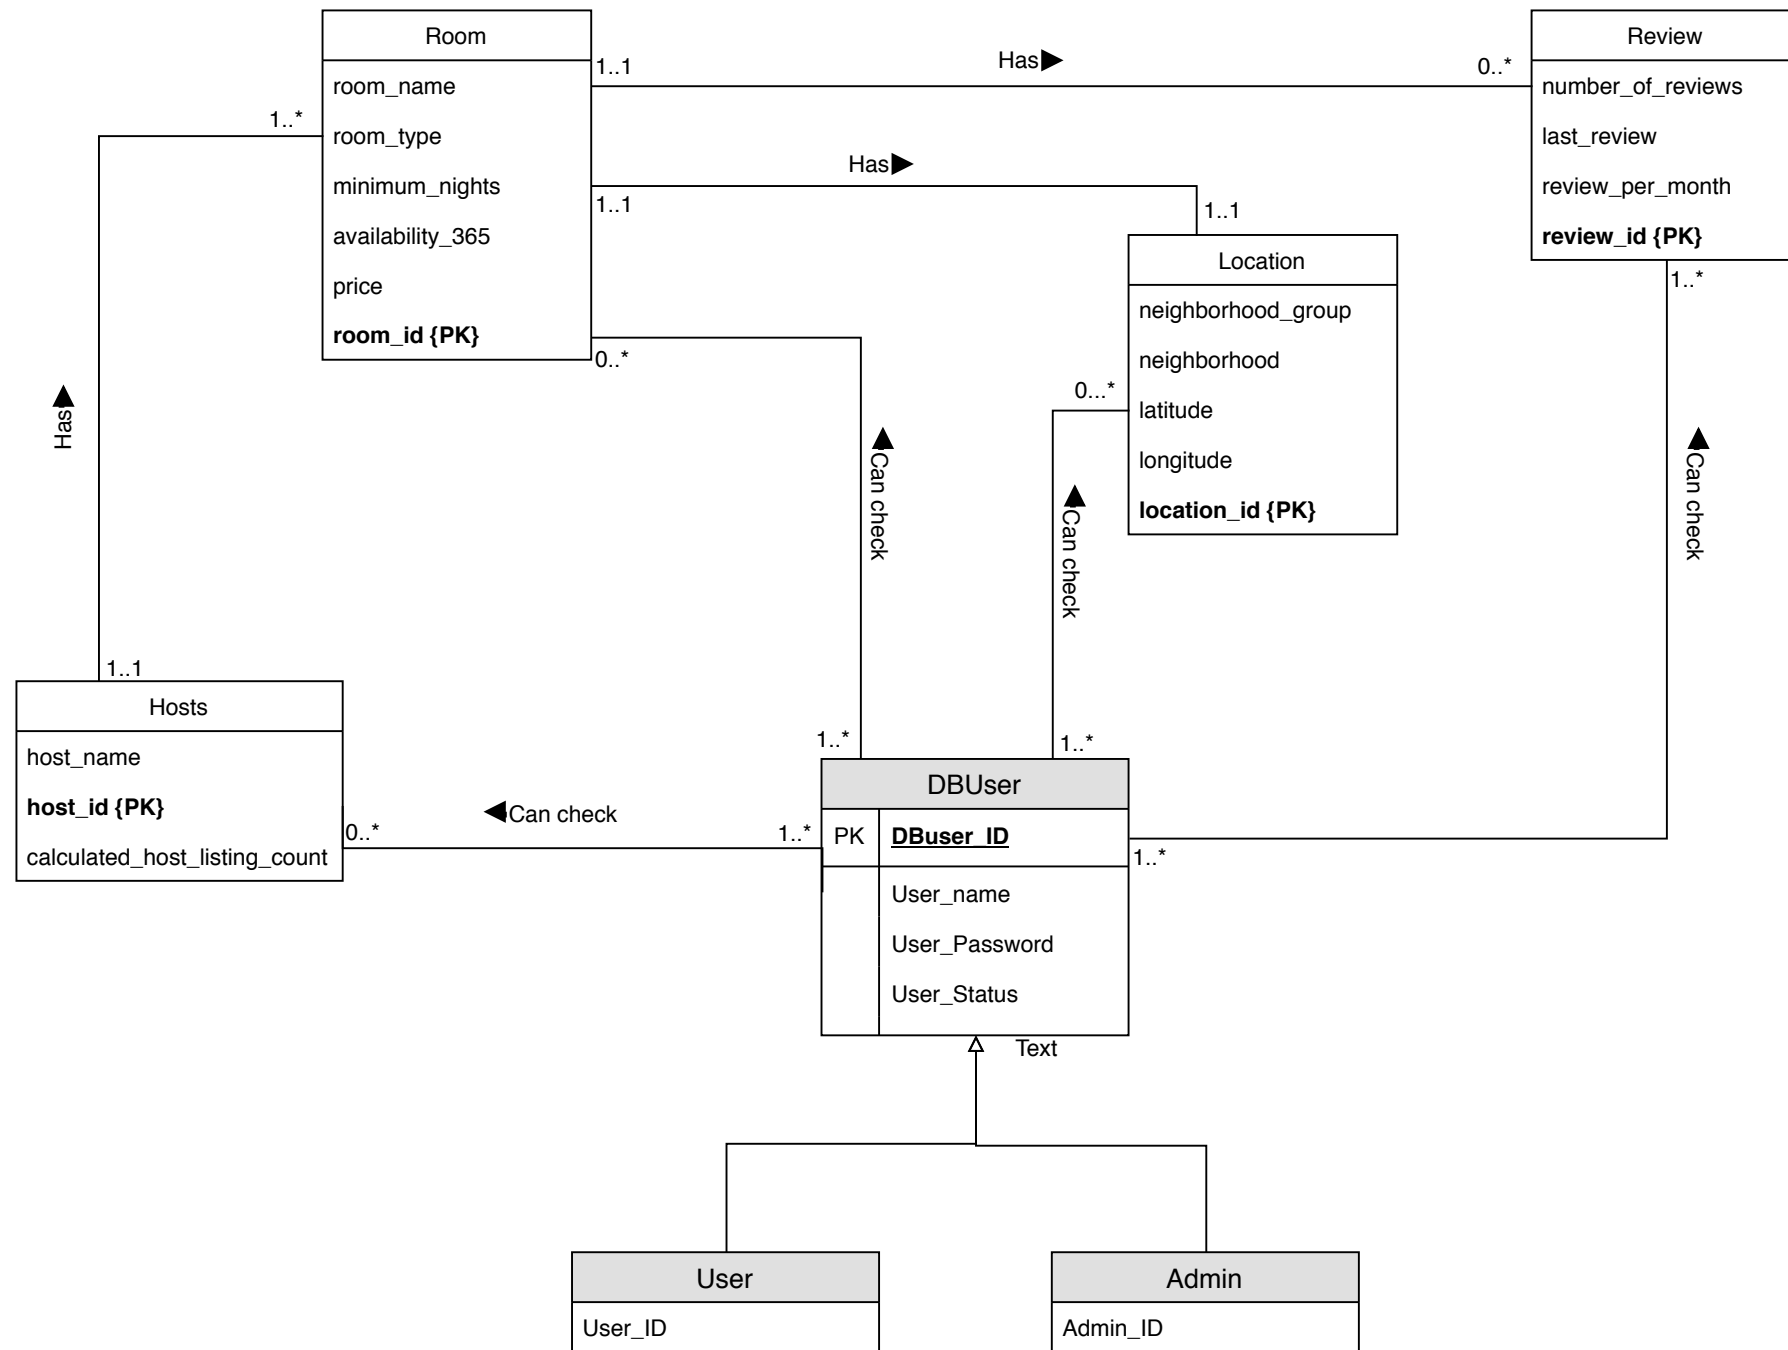 Room
room_name
room_type
minimum_nights
availability_365
price
room_id {PK}
1..1
Has
0..*
Review
number_of_reviews
last_review
review_per_month
review_id {PK}
1..*
1..*
Has
1..1
1..1
Location
neighborhood_group
neighborhood
latitude
longitude
location_id {PK}
0..*
0...*
Has
Can check
Can check
Can check
1..1
Hosts
host_name
host_id {PK}
calculated_host_listing_count
0..*
Can check
1..*
1..*
1..*
DBUser
PK
DBuser_ID
1..*
User_name
User_Password
User_Status
Text
User
User_ID
Admin
Admin_ID